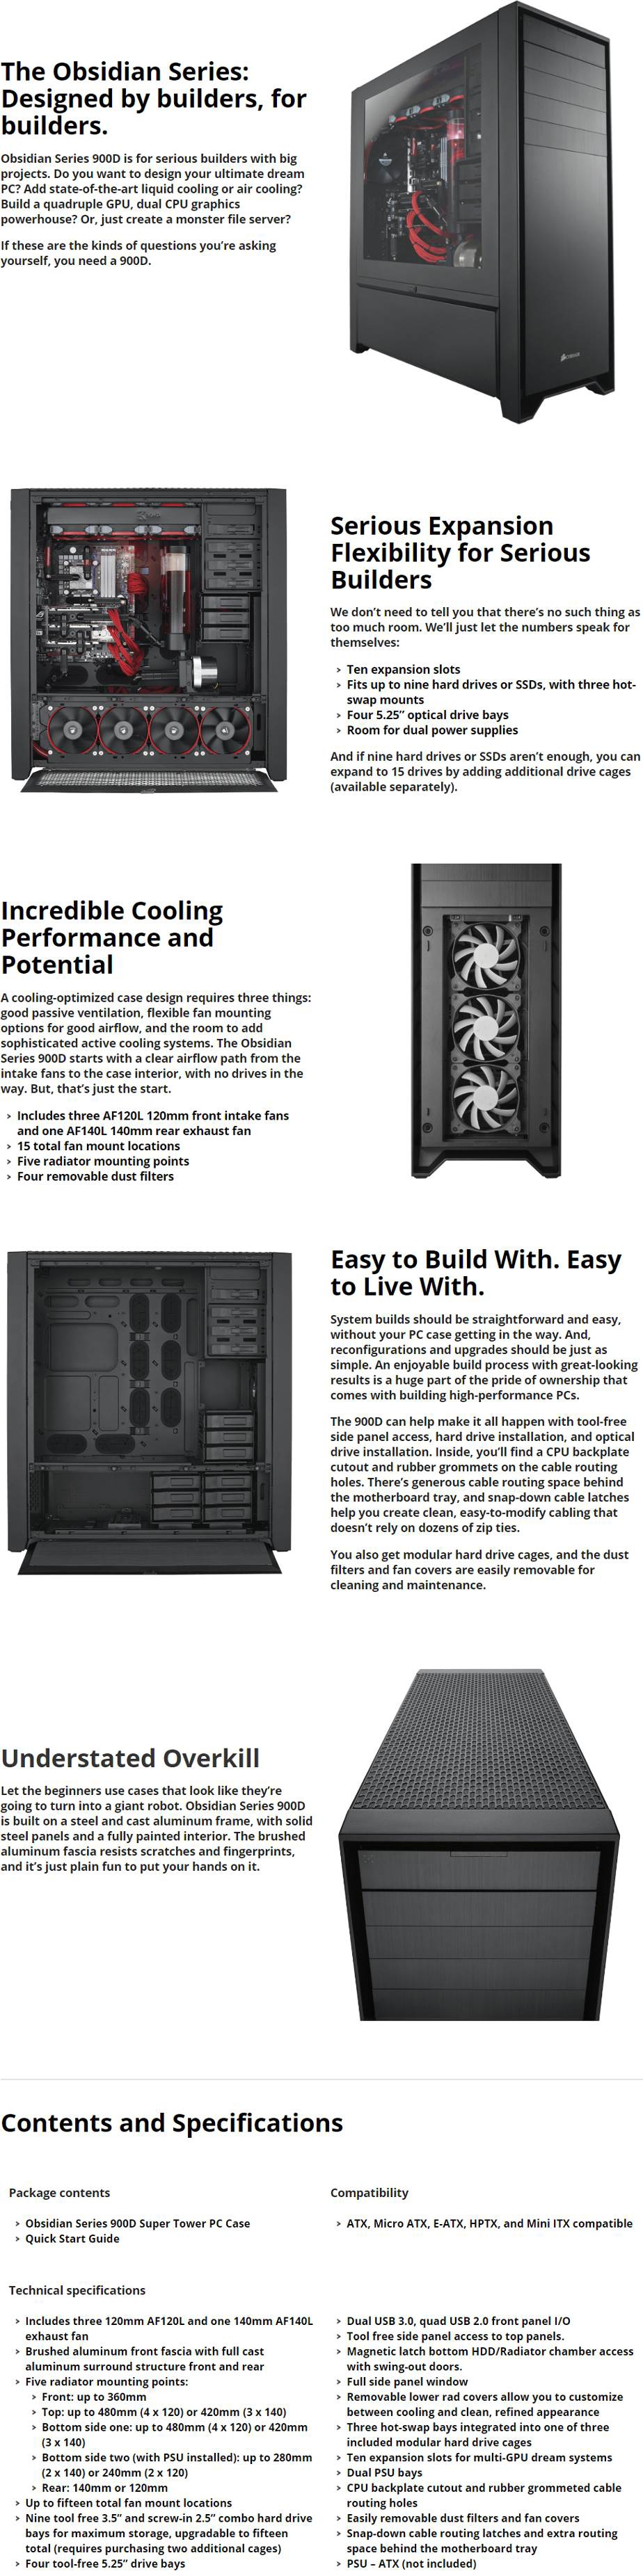 The Obsidian Series:
Designed by builders, for
builders.
Obsidian Series 900D is for serious builders with big
projects. Do you want to design your ultimate dream
PC? Add state-of-the-art liquid cooling or air cooling?
Build a quadruple GPU, dual CPU graphics
powerhouse? Or, just create a monster file server?
If these are the kinds of questions you're asking
yourself, you need a 900D.
CORSAIR
Serious Expansion
Flexibility for Serious
Builders
We don't need to tell you that there's no such thing as
too much room. We'll just let the numbers speak for
themselves:
› Ten expansion slots
› Fits up to nine hard drives or SSDs, with three hot-
swap mounts
› Four 5.25” optical drive bays
› Room for dual power supplies
And if nine hard drives or SSDs aren't enough, you can
expand to 15 drives by adding additional drive cages
(available separately).
Incredible Cooling
Performance and
Potential
A cooling-optimized case design requires three things:
good passive ventilation, flexible fan mounting
options for good airflow, and the room to add
sophisticated active cooling systems. The Obsidian
Series 900D starts with a clear airflow path from the
intake fans to the case interior, with no drives in the
way. But, that's just the start.
› Includes three AF120L 120mm front intake fans
and one AF140L 140mm rear exhaust fan
› 15 total fan mount locations
› Five radiator mounting points
› Four removable dust filters
Easy to Build With. Easy
to Live With.
System builds should be straightforward and easy,
without your PC case getting in the way. And,
reconfigurations and upgrades should be just as
simple. An enjoyable build process with great-looking
results is a huge part of the pride of ownership that
comes with building high-performance PCs.
The 900D can help make it all happen with tool-free
side panel access, hard drive installation, and optical
drive installation. Inside, you'll find a CPU backplate
cutout and rubber grommets on the cable routing
holes. There's generous cable routing space behind
the motherboard tray, and snap-down cable latches
help you create clean, easy-to-modify cabling that
doesn't rely on dozens of zip ties.
You also get modular hard drive cages, and the dust
filters and fan covers are easily removable for
cleaning and maintenance.
Understated Overkill
Let the beginners use cases that look like they're
going to turn into a giant robot. Obsidian Series 900D
is built on a steel and cast aluminum frame, with solid
steel panels and a fully painted interior. The brushed
aluminum fascia resists scratches and fingerprints,
and it's just plain fun to put your hands on it.
Contents and Specifications
Package contents
› Obsidian Series 900D Super Tower PC Case
› Quick Start Guide
Compatibility
› ATX, Micro ATX, E-ATX, HPTX, and Mini ITX compatible
Technical specifications
› Includes three 120mm AF120L and one 140mm AF140L
exhaust fan
› Brushed aluminum front fascia with full cast
aluminum surround structure front and rear
› Five radiator mounting points:
› Front: up to 360mm
› Top: up to 480mm (4 x 120) or 420mm (3 x 140)
› Bottom side one: up to 480mm (4 x 120) or 420mm
(3 x 140)
› Bottom side two (with PSU installed): up to 280mm
(2 x 140) or 240mm (2 x 120)
› Rear: 140mm or 120mm
› Up to fifteen total fan mount locations
› Nine tool free 3.5” and screw-in 2.5” combo hard drive
bays for maximum storage, upgradable to fifteen
total (requires purchasing two additional cages)
› Four tool-free 5.25” drive bays
› Dual USB 3.0, quad USB 2.0 front panel I/O
› Tool free side panel access to top panels.
› Magnetic latch bottom HDD/Radiator chamber access
with swing-out doors.
› Full side panel window
› Removable lower rad covers allow you to customize
between cooling and clean, refined appearance
› Three hot-swap bays integrated into one of three
included modular hard drive cages
› Ten expansion slots for multi-GPU dream systems
› Dual PSU bays
› CPU backplate cutout and rubber grommeted cable
routing holes
› Easily removable dust filters and fan covers
› Snap-down cable routing latches and extra routing
space behind the motherboard tray
› PSU – ATX (not included)